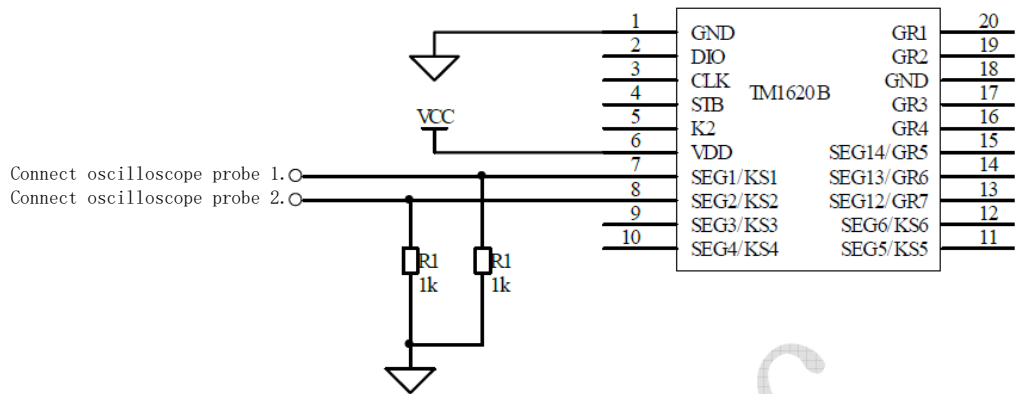 1 GND GR1 20
2 DIO GR2 19
3 CLK GND 18
TM1620B
4 STB GR3 17
VCC
5 K2 GR4 16
6 VDD SEG14/GR5 15
Connect oscilloscope probe 1. 7 SEG1/KS1 SEG13/GR6 14
Connect oscilloscope probe 2. 8 SEG2/KS2 SEG12/GR7 13
9 SEG3/KS3 SEG6/KS6 12
10 SEG4/KS4 SEG5/KS5 11
R1 R1
1k 1k